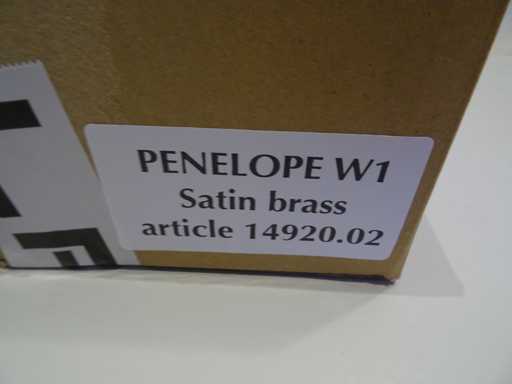 PENELOPE W1
Satin brass
article 14920.02